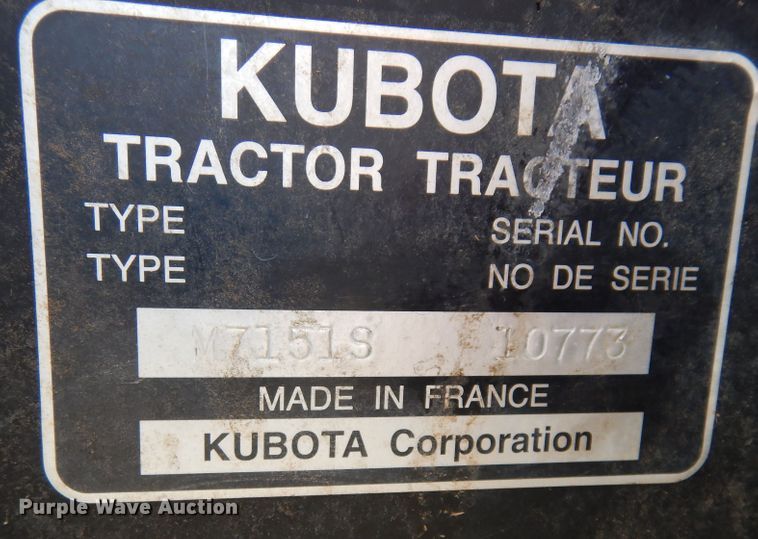 KUBOTA
TRACTOR TRACTEUR
TYPE SERIAL NO.
TYPE NO DE SERIE
M7151S 10773
MADE IN FRANCE
KUBOTA Corporation
Purple Wave Auction